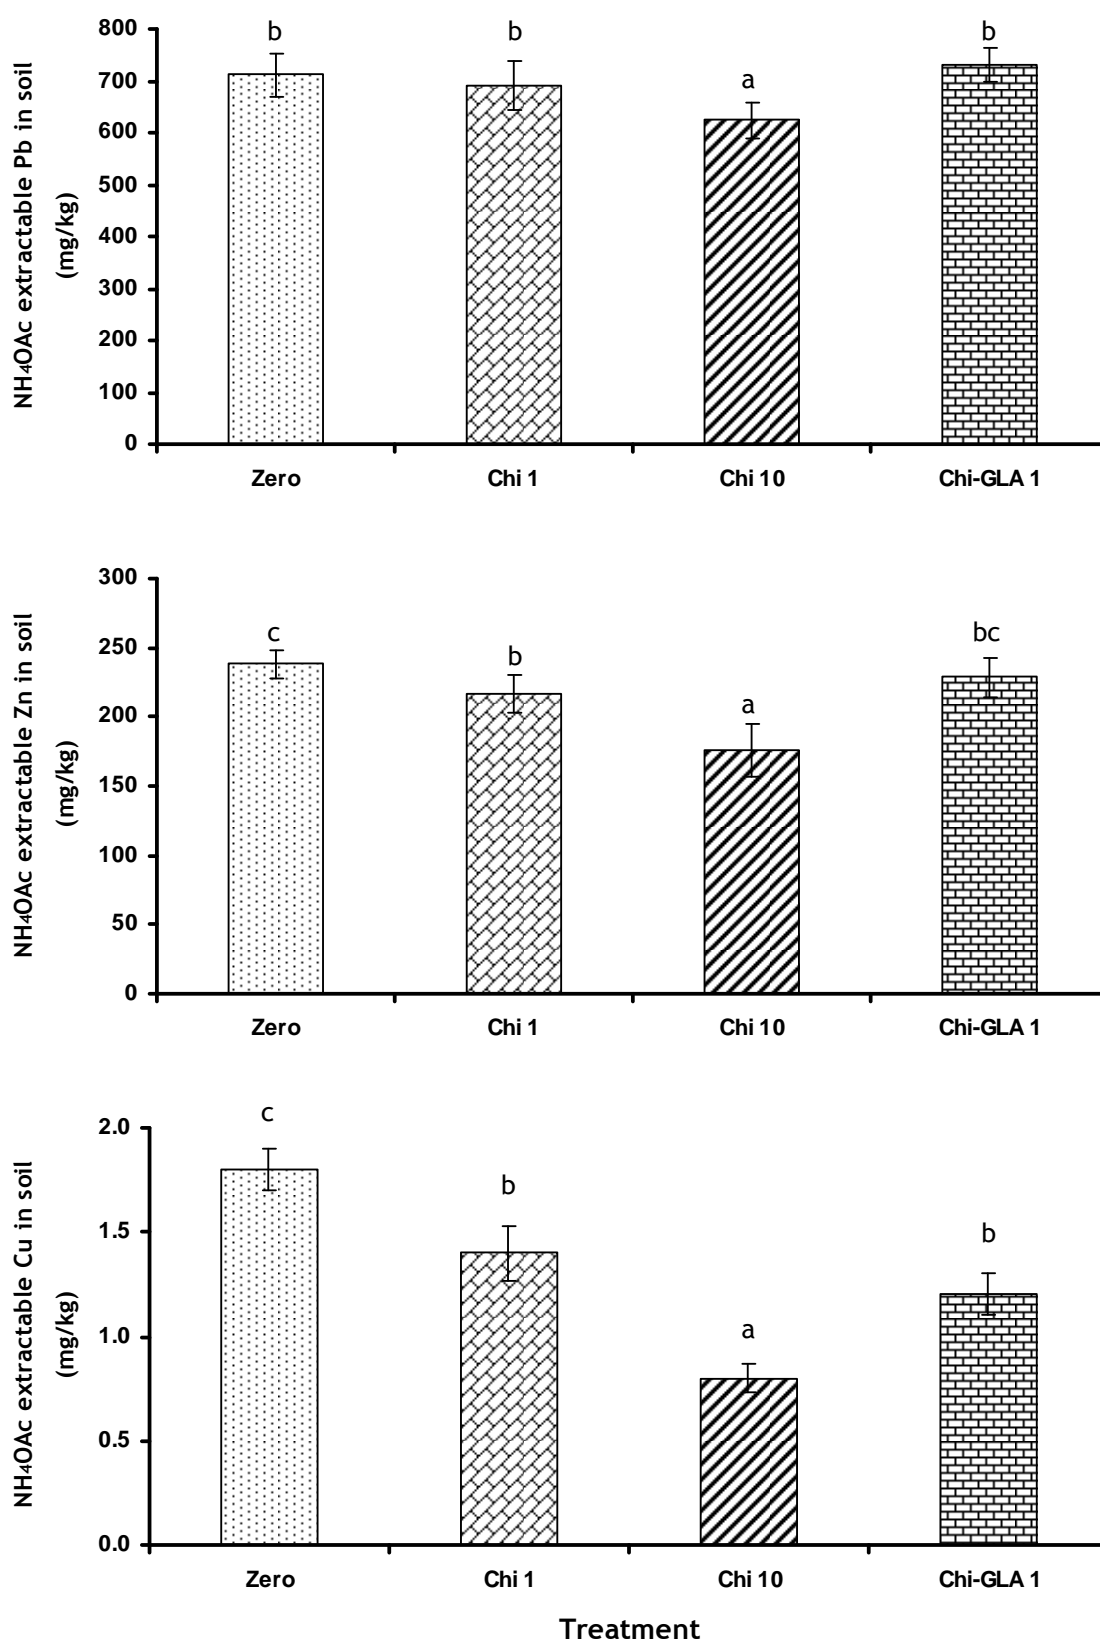 NH4OAc extractable Pb in soil
(mg/kg)
800
700
600
500
400
300
200
100
0
b
b
a
b
Zero
Chi 1
Chi 10
Chi-GLA 1
NH4OAc extractable Zn in soil
(mg/kg)
300
250
200
150
100
50
0
c
b
a
bc
Zero
Chi 1
Chi 10
Chi-GLA 1
NH4OAc extractable Cu in soil
(mg/kg)
2.0
1.5
1.0
0.5
0.0
c
b
a
b
Zero
Chi 1
Chi 10
Chi-GLA 1
Treatment